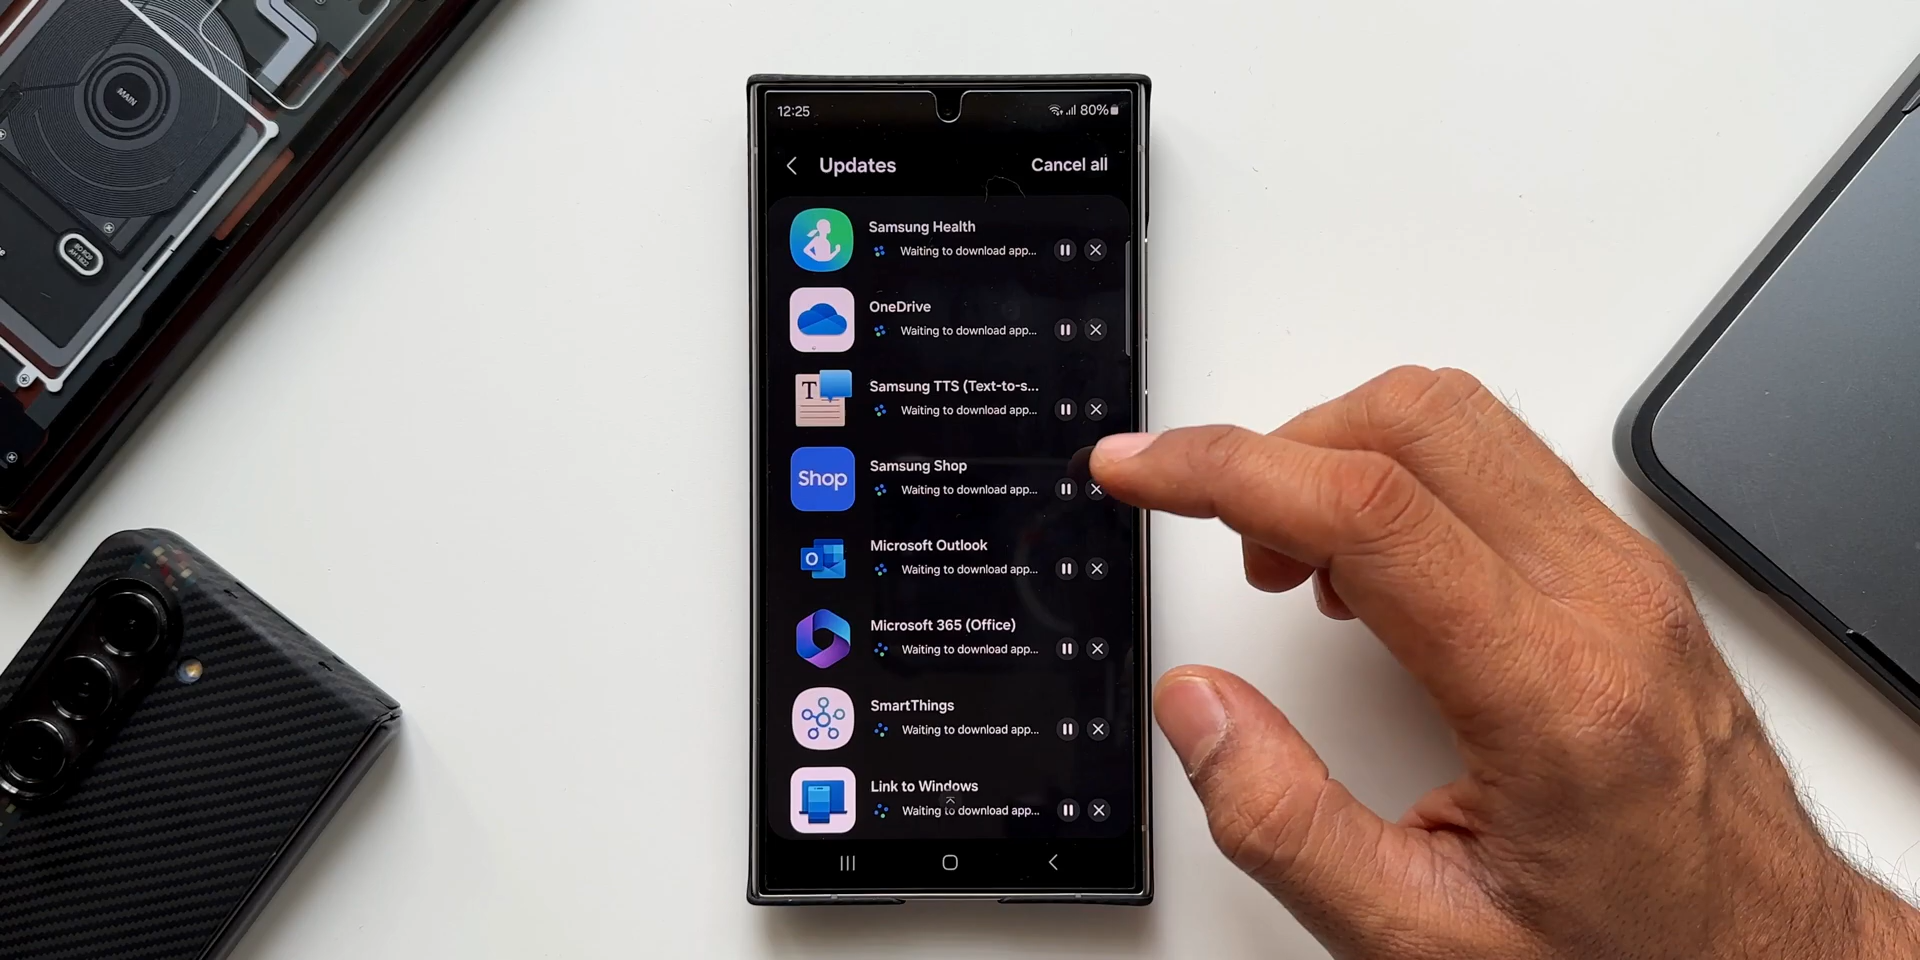 MAIN
12:25
80%
Updates
Cancel all
Samsung Health
Waiting to download app...
OneDrive
Waiting to download app...
T
Samsung TTS (Text-to-s...
Waiting to download app...
Shop
Samsung Shop
Waiting to download app...
O
Microsoft Outlook
Waiting to download app...
Microsoft 365 (Office)
Waiting to download app...
SmartThings
Waiting to download app...
Link to Windows
Waiting to download app...